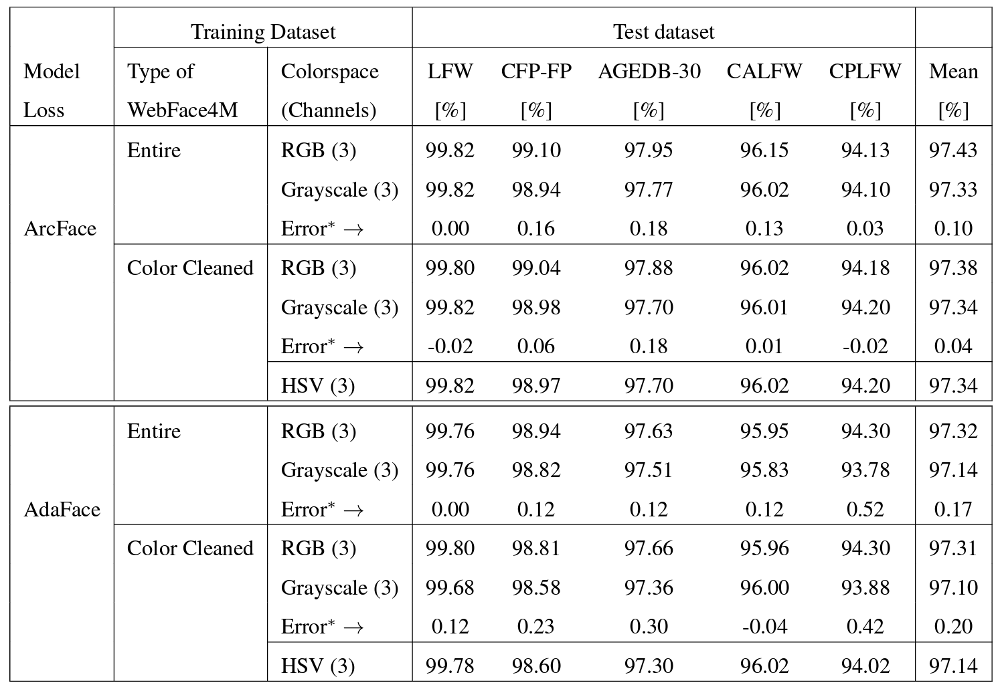 Training Dataset Test dataset
Model Type of Colorspace LFW CFP-FP AGEDB-30 CALFW CPLFW Mean
Loss WebFace4M (Channels) [%] [%] [%] [%] [%] [%]
Entire RGB (3) 99.82 99.10 97.95 96.15 94.13 97.43
Grayscale (3) 99.82 98.94 97.77 96.02 94.10 97.33
ArcFace Error* → 0.00 0.16 0.18 0.13 0.03 0.10
Color Cleaned RGB (3) 99.80 99.04 97.88 96.02 94.18 97.38
Grayscale (3) 99.82 98.98 97.70 96.01 94.20 97.34
Error* → -0.02 0.06 0.18 0.01 -0.02 0.04
HSV (3) 99.82 98.97 97.70 96.02 94.20 97.34
Entire RGB (3) 99.76 98.94 97.63 95.95 94.30 97.32
Grayscale (3) 99.76 98.82 97.51 95.83 93.78 97.14
AdaFace Error* → 0.00 0.12 0.12 0.12 0.52 0.17
Color Cleaned RGB (3) 99.80 98.81 97.66 95.96 94.30 97.31
Grayscale (3) 99.68 98.58 97.36 96.00 93.88 97.10
Error* → 0.12 0.23 0.30 -0.04 0.42 0.20
HSV (3) 99.78 98.60 97.30 96.02 94.02 97.14